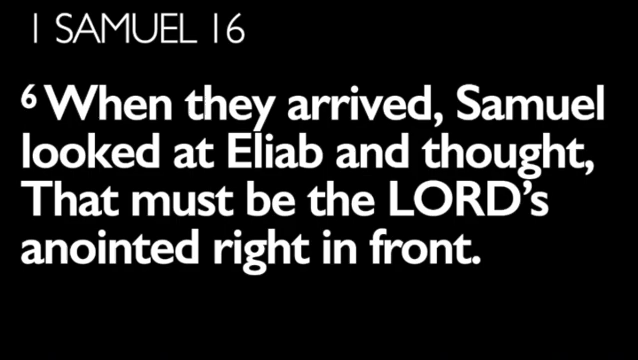 1 SAMUEL 16
6 When they arrived, Samuel
looked at Eliab and thought,
That must be the LORD’s
anointed right in front.